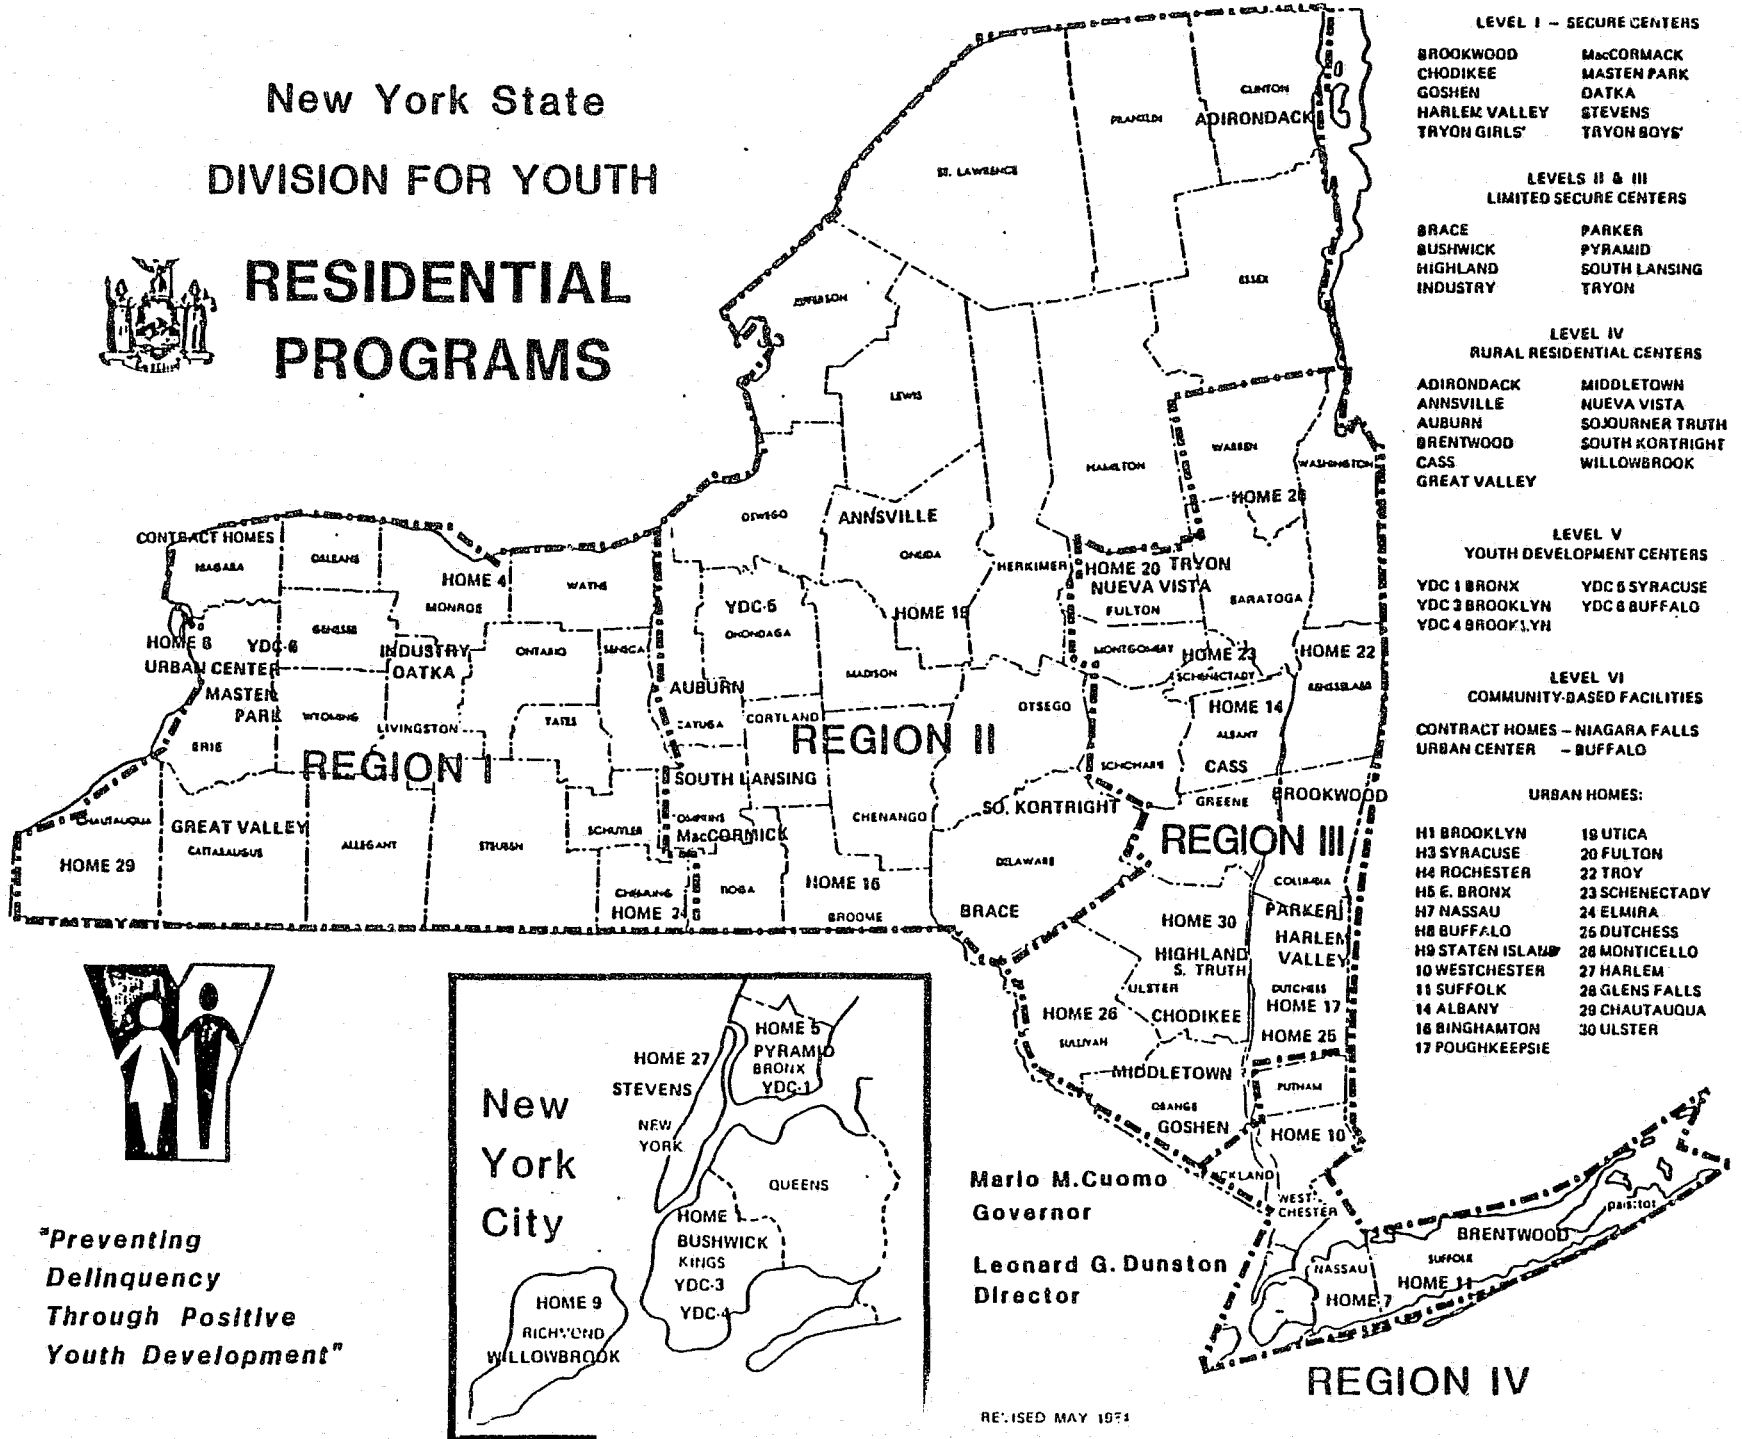 New York State
DIVISION FOR YOUTH
RESIDENTIAL
PROGRAMS
LEVEL I - SECURE CENTERS
BROOKWOOD MacCORMACK
CHODIKEE MASTEN PARK
GOSHEN OATKA
HARLEM VALLEY STEVENS
TRYON GIRLS' TRYON BOYS'
LEVELS II & III
LIMITED SECURE CENTERS
BRACE PARKER
BUSHWICK PYRAMID
HIGHLAND SOUTH LANSING
INDUSTRY TRYON
LEVEL IV
RURAL RESIDENTIAL CENTERS
ADIRONDACK MIDDLETOWN
ANNSVILLE NUEVA VISTA
AUBURN SOJOURNER TRUTH
BRENTWOOD SOUTH KORTRIGHT
CASS WILLOWBROOK
GREAT VALLEY
LEVEL V
YOUTH DEVELOPMENT CENTERS
YDC 1 BRONX YDC 5 SYRACUSE
YDC 3 BROOKLYN YDC 6 BUFFALO
YDC 4 BROOKLYN
LEVEL VI
COMMUNITY-BASED FACILITIES
CONTRACT HOMES - NIAGARA FALLS
URBAN CENTER - BUFFALO
URBAN HOMES:
H1 BROOKLYN 19 UTICA
H3 SYRACUSE 20 FULTON
H4 ROCHESTER 22 TROY
H5 E. BRONX 23 SCHENECTADY
H7 NASSAU 24 ELMIRA
H8 BUFFALO 25 DUTCHESS
H9 STATEN ISLAND 26 MONTICELLO
10 WESTCHESTER 27 HARLEM
11 SUFFOLK 28 GLENS FALLS
14 ALBANY 29 CHAUTAUQUA
16 BINGHAMTON 30 ULSTER
17 POUGHKEEPSIE
CLINTON
FRANKLIN
ADIRONDACK
ST. LAWRENCE
ESSEX
JEFFERSON
LEWIS
HAMILTON
WARREN
WASHINGTON
HOME 28
OSWEGO
ANNSVILLE
ONEIDA
HERKIMER
HOME 20
TRYON
NUEVA VISTA
FULTON
SARATOGA
CONTRACT HOMES
NIAGARA
ORLEANS
HOME 4
MONROE
WAYNE
YDC-5
ONONDAGA
HOME 19
HOME 8
YDC-6
GENESEE
INDUSTRY
OATKA
ONTARIO
SENECA
MADISON
MONTGOMERY
HOME 23
SCHENECTADY
HOME 22
RENSSELAER
URBAN CENTER
MASTEN
PARK
WYOMING
LIVINGSTON
YATES
AUBURN
CAYUGA
CORTLAND
OTSEGO
HOME 14
ALBANY
ERIE
REGION I
REGION II
SCHOHARIE
CASS
SOUTH LANSING
GREENE
BROOKWOOD
CHAUTAUQUA
GREAT VALLEY
CATTARAUGUS
ALLEGANY
STEUBEN
SCHUYLER
TOMPKINS
MacCORMICK
CHENANGO
SO. KORTRIGHT
REGION III
HOME 29
CHEMUNG
HOME 24
TIOGA
HOME 16
BROOME
DELAWARE
BRACE
COLUMBIA
HOME 30
PARKER
HARLEM
VALLEY
HIGHLAND
S. TRUTH
ULSTER
DUTCHESS
HOME 17
HOME 26
CHODIKEE
HOME 25
SULLIVAN
MIDDLETOWN
PUTNAM
ORANGE
GOSHEN
HOME 10
ROCKLAND
WEST
CHESTER
BRENTWOOD
SUFFOLK
NASSAU
HOME 11
HOME 7
REGION IV
New
York
City
HOME 5
PYRAMID
BRONX
YDC-1
HOME 27
STEVENS
NEW
YORK
QUEENS
HOME 1
BUSHWICK
KINGS
YDC-3
YDC-4
HOME 9
RICHMOND
WILLOWBROOK
"Preventing
Delinquency
Through Positive
Youth Development"
Mario M.Cuomo
Governor
Leonard G. Dunston
Director
REVISED MAY